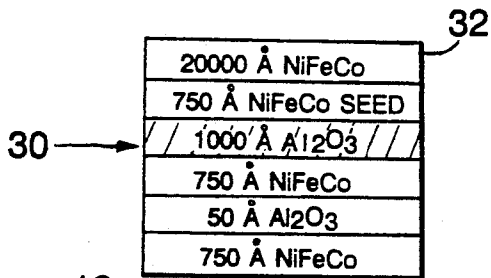 32
20000 Å NiFeCo
750 Å NiFeCo SEED
30
1000 Å Al2O3
750 Å NiFeCo
50 Å Al2O3
750 Å NiFeCo